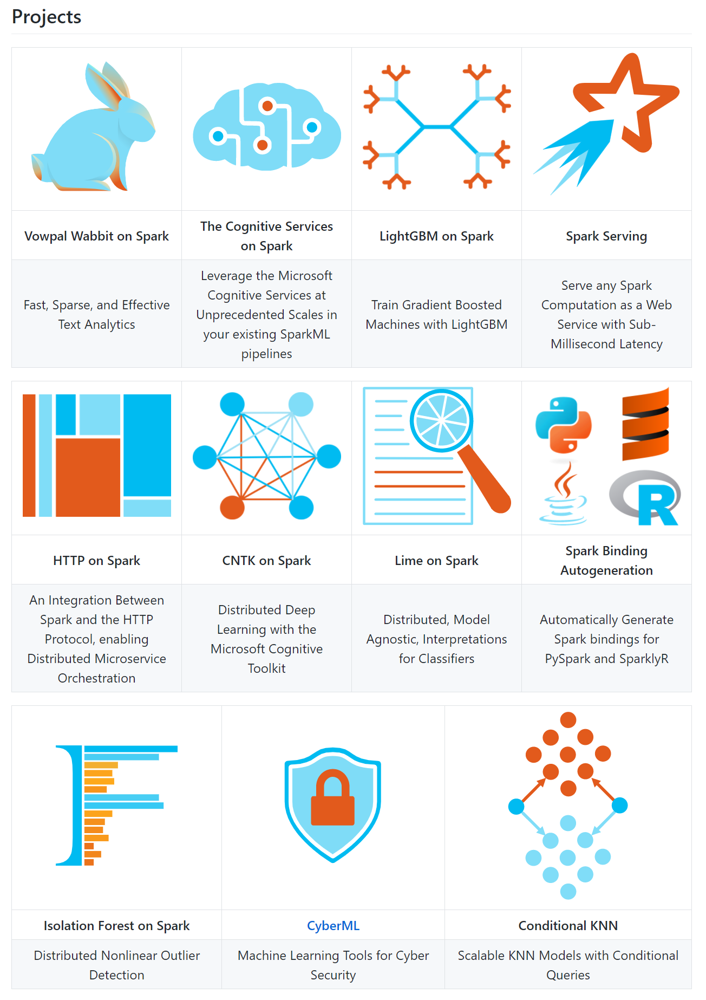 Projects
Vowpal Wabbit on Spark
The Cognitive Services
on Spark
LightGBM on Spark
Spark Serving
Fast, Sparse, and Effective
Text Analytics
Leverage the Microsoft
Cognitive Services at
Unprecedented Scales in
your existing SparkML
pipelines
Train Gradient Boosted
Machines with LightGBM
Serve any Spark
Computation as a Web
Service with Sub-
Millisecond Latency
R
HTTP on Spark
CNTK on Spark
Lime on Spark
Spark Binding
Autogeneration
An Integration Between
Spark and the HTTP
Protocol, enabling
Distributed Microservice
Orchestration
Distributed Deep
Learning with the
Microsoft Cognitive
Toolkit
Distributed, Model
Agnostic, Interpretations
for Classifiers
Automatically Generate
Spark bindings for
PySpark and SparklyR
Isolation Forest on Spark
CyberML
Conditional KNN
Distributed Nonlinear Outlier
Detection
Machine Learning Tools for Cyber
Security
Scalable KNN Models with Conditional
Queries